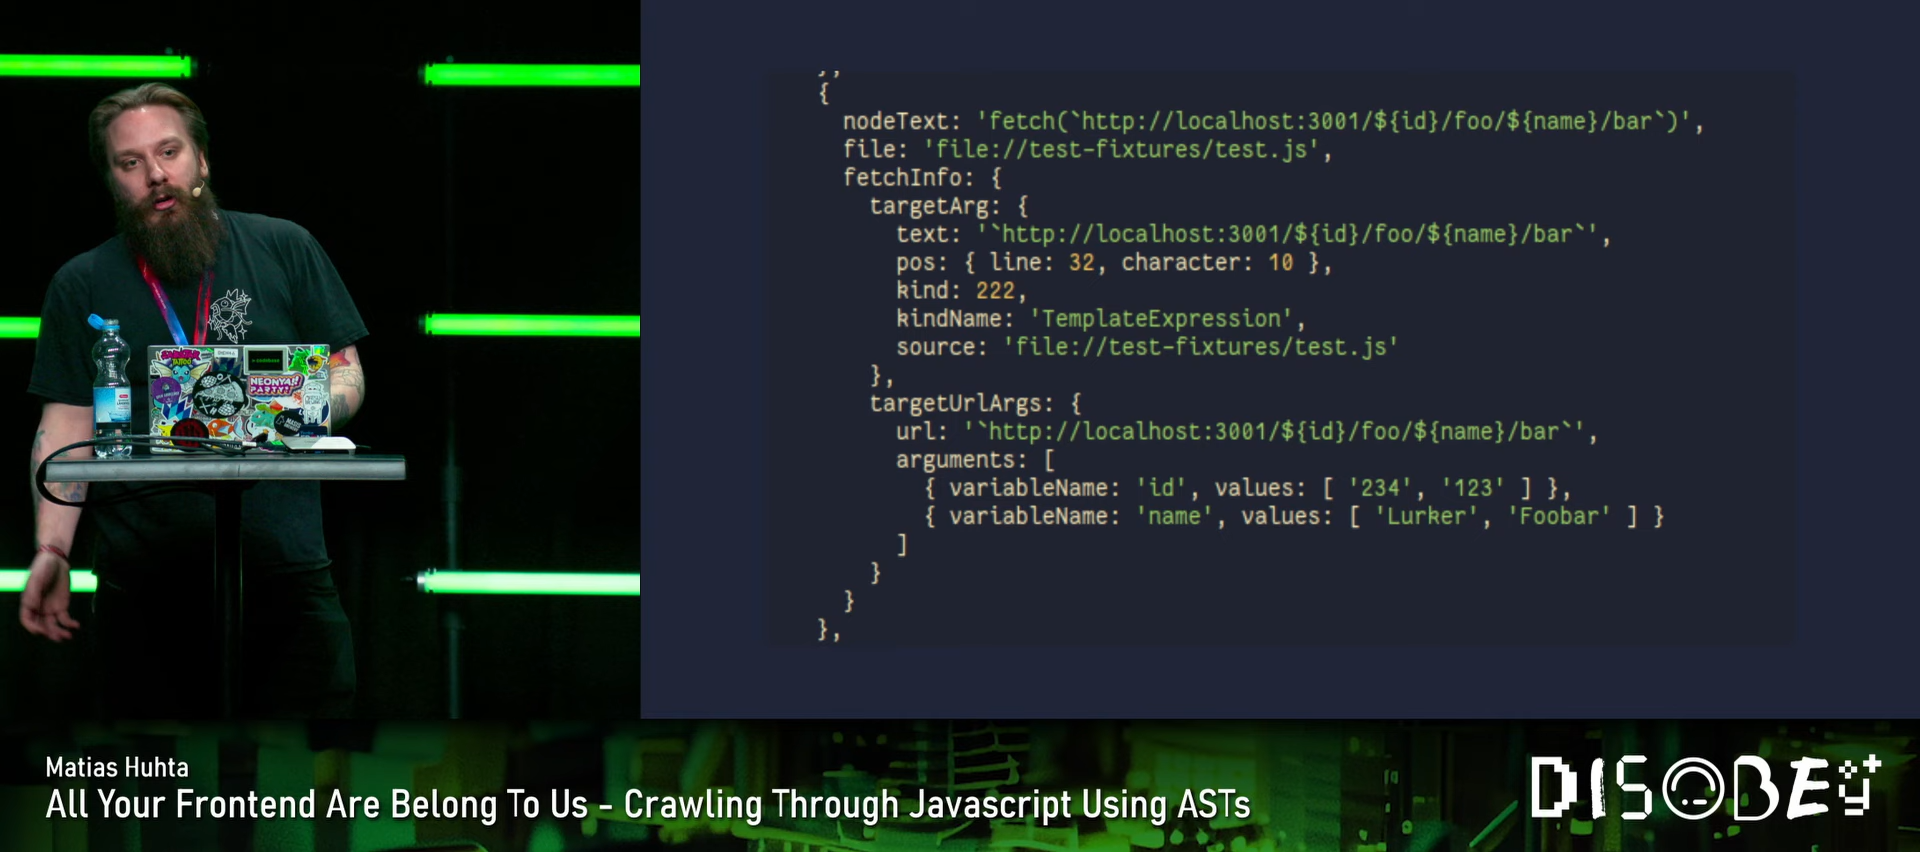 },
{
nodeText: 'fetch(`http://localhost:3001/${id}/foo/${name}/bar`)',
file: 'file://test-fixtures/test.js',
fetchInfo: {
targetArg: {
text: '`http://localhost:3001/${id}/foo/${name}/bar`',
pos: { line: 32, character: 10 },
kind: 222,
kindName: 'TemplateExpression',
source: 'file://test-fixtures/test.js'
},
targetUrlArgs: {
url: '`http://localhost:3001/${id}/foo/${name}/bar`',
arguments: [
{ variableName: 'id', values: [ '234', '123' ] },
{ variableName: 'name', values: [ 'Lurker', 'Foobar' ] }
]
}
}
},
NEONYA!!
PARTY!
Matias Huhta
All Your Frontend Are Belong To Us - Crawling Through Javascript Using ASTs
DISOBEY